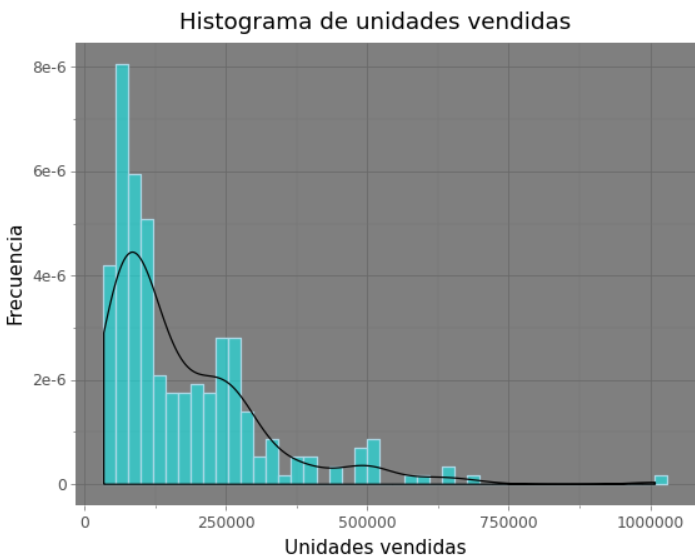 Histograma de unidades vendidas
8e-6
6e-6
4e-6
2e-6
0
Frecuencia
0
250000
500000
750000
1000000
Unidades vendidas